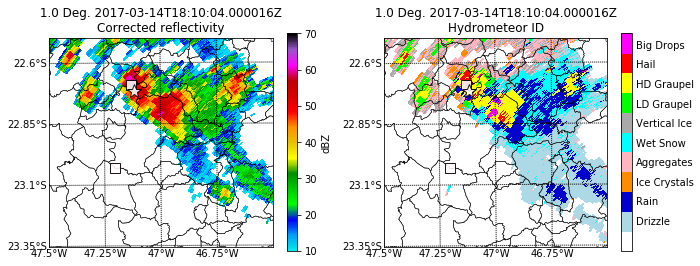 1.0 Deg. 2017-03-14T18:10:04.000016Z
Corrected reflectivity
22.6°S
22.85°S
23.1°S
23.35°S
47.5°W
47.25°W
47°W
46.75°W
70
60
50
40
30
20
10
dBZ
1.0 Deg. 2017-03-14T18:10:04.000016Z
Hydrometeor ID
22.6°S
22.85°S
23.1°S
23.35°S
47.5°W
47.25°W
47°W
46.75°W
Big Drops
Hail
HD Graupel
LD Graupel
Vertical Ice
Wet Snow
Aggregates
Ice Crystals
Rain
Drizzle